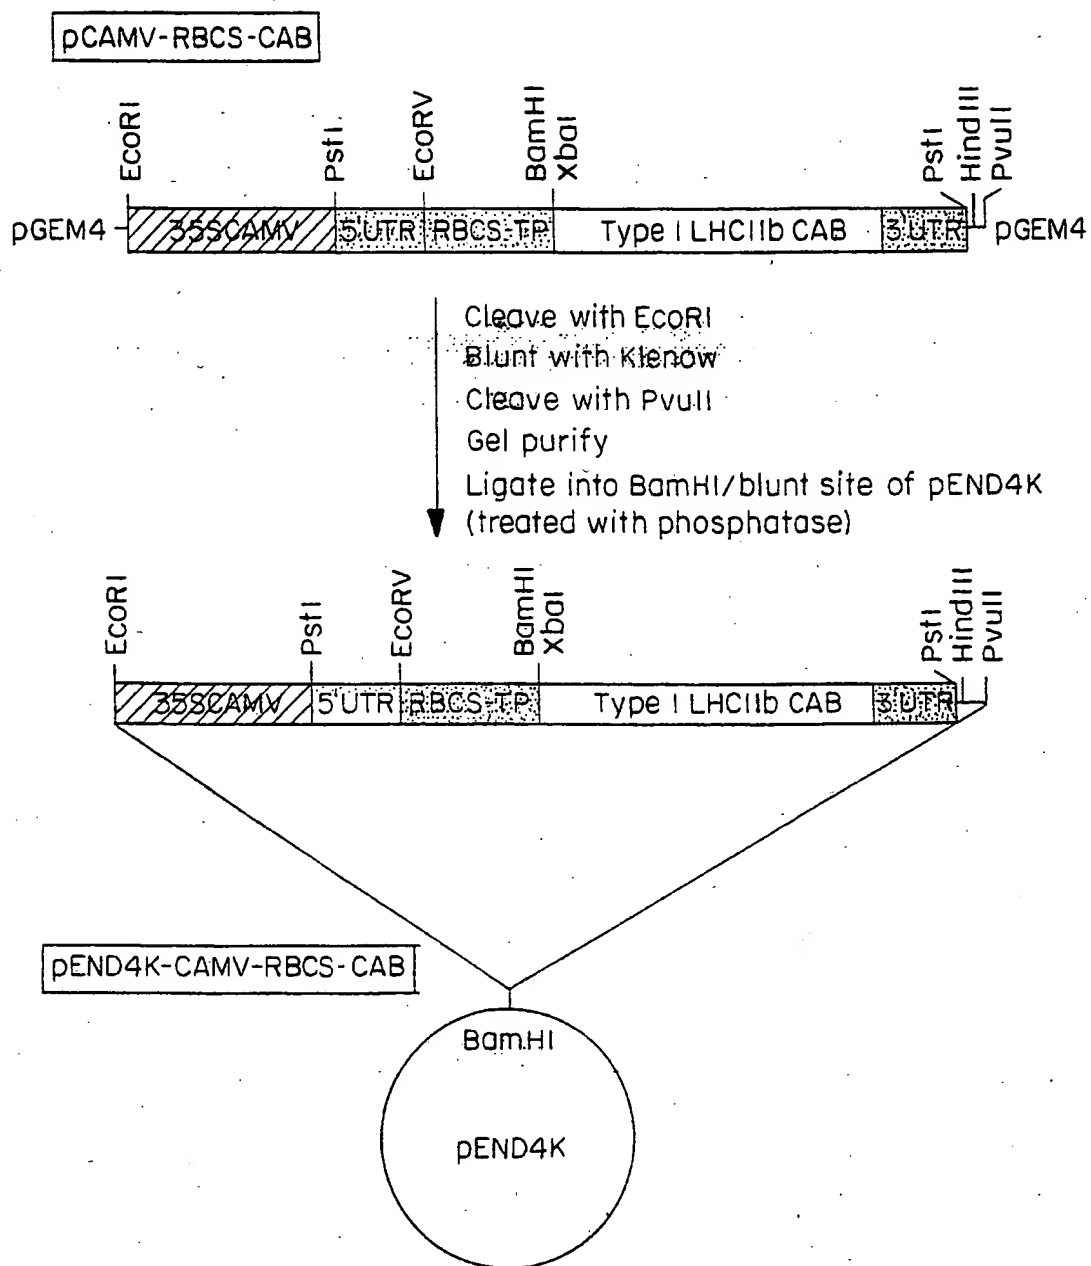 pCAMV-RBCS-CAB
EcoRI
PstI
EcoRV
BamHI
XbaI
PstI
HindIII
PvuII
pGEM4
35SCAMV
5'UTR
RBCS-TP
Type I LHCIIb CAB
3'UTR
pGEM4
Cleave with EcoRI
Blunt with Klenow
Cleave with PvuII
Gel purify
Ligate into BamHI/blunt site of pEND4K
(treated with phosphatase)
EcoRI
PstI
EcoRV
BamHI
XbaI
PstI
HindIII
PvuII
35SCAMV
5'UTR
RBCS-TP
Type I LHCIIb CAB
3'UTR
pEND4K-CAMV-RBCS-CAB
BamHI
pEND4K